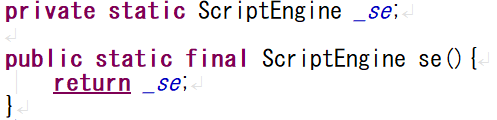 private static ScriptEngine _se;
public static final ScriptEngine se(){
    return _se;
}